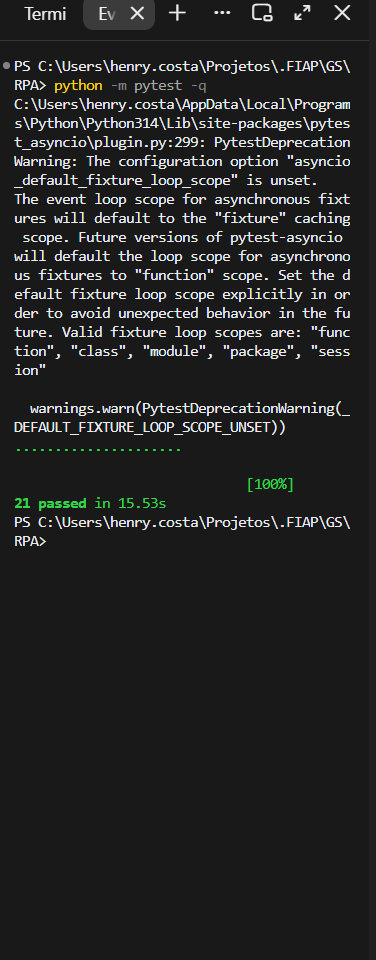 Termi Ev
PS C:\Users\henry.costa\Projetos\.FIAP\GS\
RPA> python -m pytest -q
C:\Users\henry.costa\AppData\Local\Program
s\Python\Python314\Lib\site-packages\pytes
t_asyncio\plugin.py:299: PytestDeprecation
Warning: The configuration option "asyncio
_default_fixture_loop_scope" is unset.
The event loop scope for asynchronous fixt
ures will default to the "fixture" caching
 scope. Future versions of pytest-asyncio
will default the loop scope for asynchrono
us fixtures to "function" scope. Set the d
efault fixture loop scope explicitly in or
der to avoid unexpected behavior in the fu
ture. Valid fixture loop scopes are: "func
tion", "class", "module", "package", "sess
ion"
  warnings.warn(PytestDeprecationWarning(_
DEFAULT_FIXTURE_LOOP_SCOPE_UNSET))
.....................
[100%]
21 passed in 15.53s
PS C:\Users\henry.costa\Projetos\.FIAP\GS\
RPA>